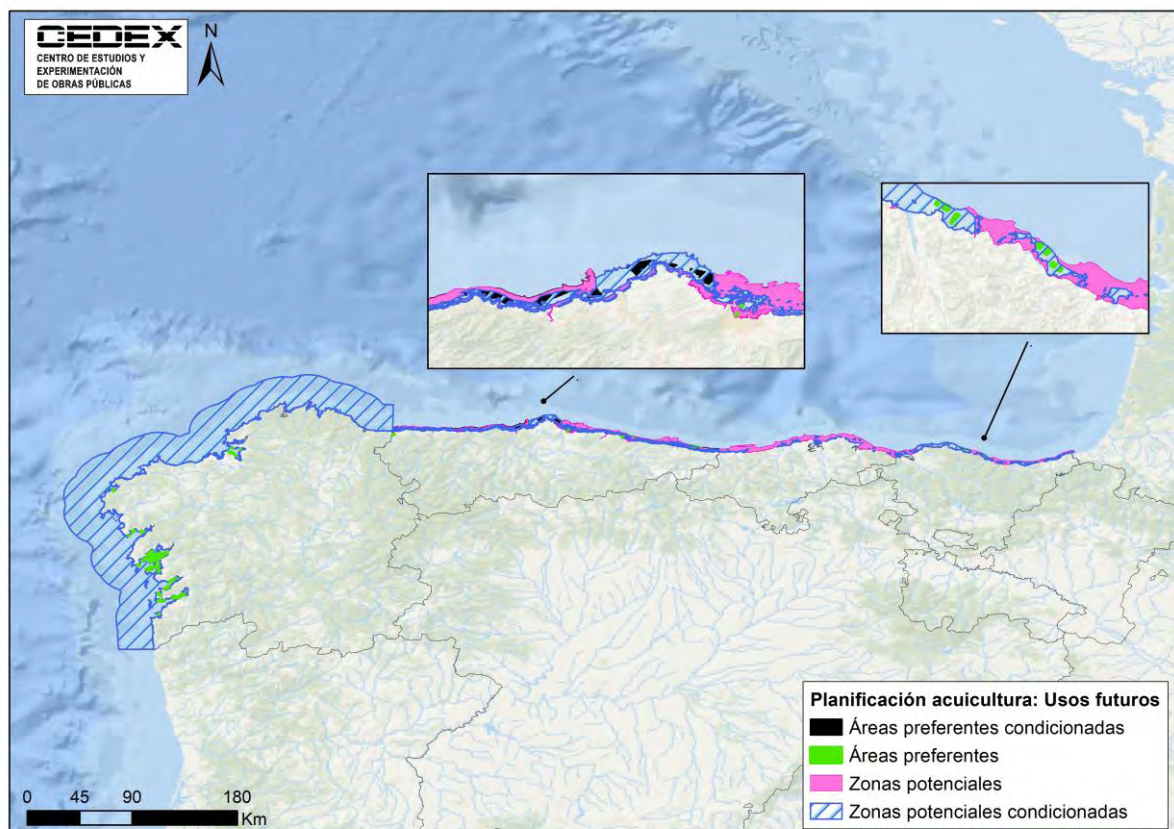 CEDEX
CENTRO DE ESTUDIOS Y
EXPERIMENTACIÓN
DE OBRAS PÚBLICAS
N
Planificación acuicultura: Usos futuros
Áreas preferentes condicionadas
Áreas preferentes
Zonas potenciales
Zonas potenciales condicionadas
0 45 90 180
Km